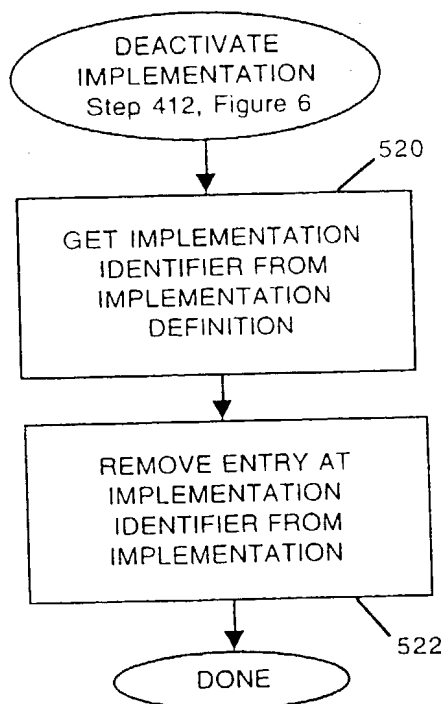 DEACTIVATE
IMPLEMENTATION
Step 412, Figure 6
520
GET IMPLEMENTATION
IDENTIFIER FROM
IMPLEMENTATION
DEFINITION
REMOVE ENTRY AT
IMPLEMENTATION
IDENTIFIER FROM
IMPLEMENTATION
522
DONE